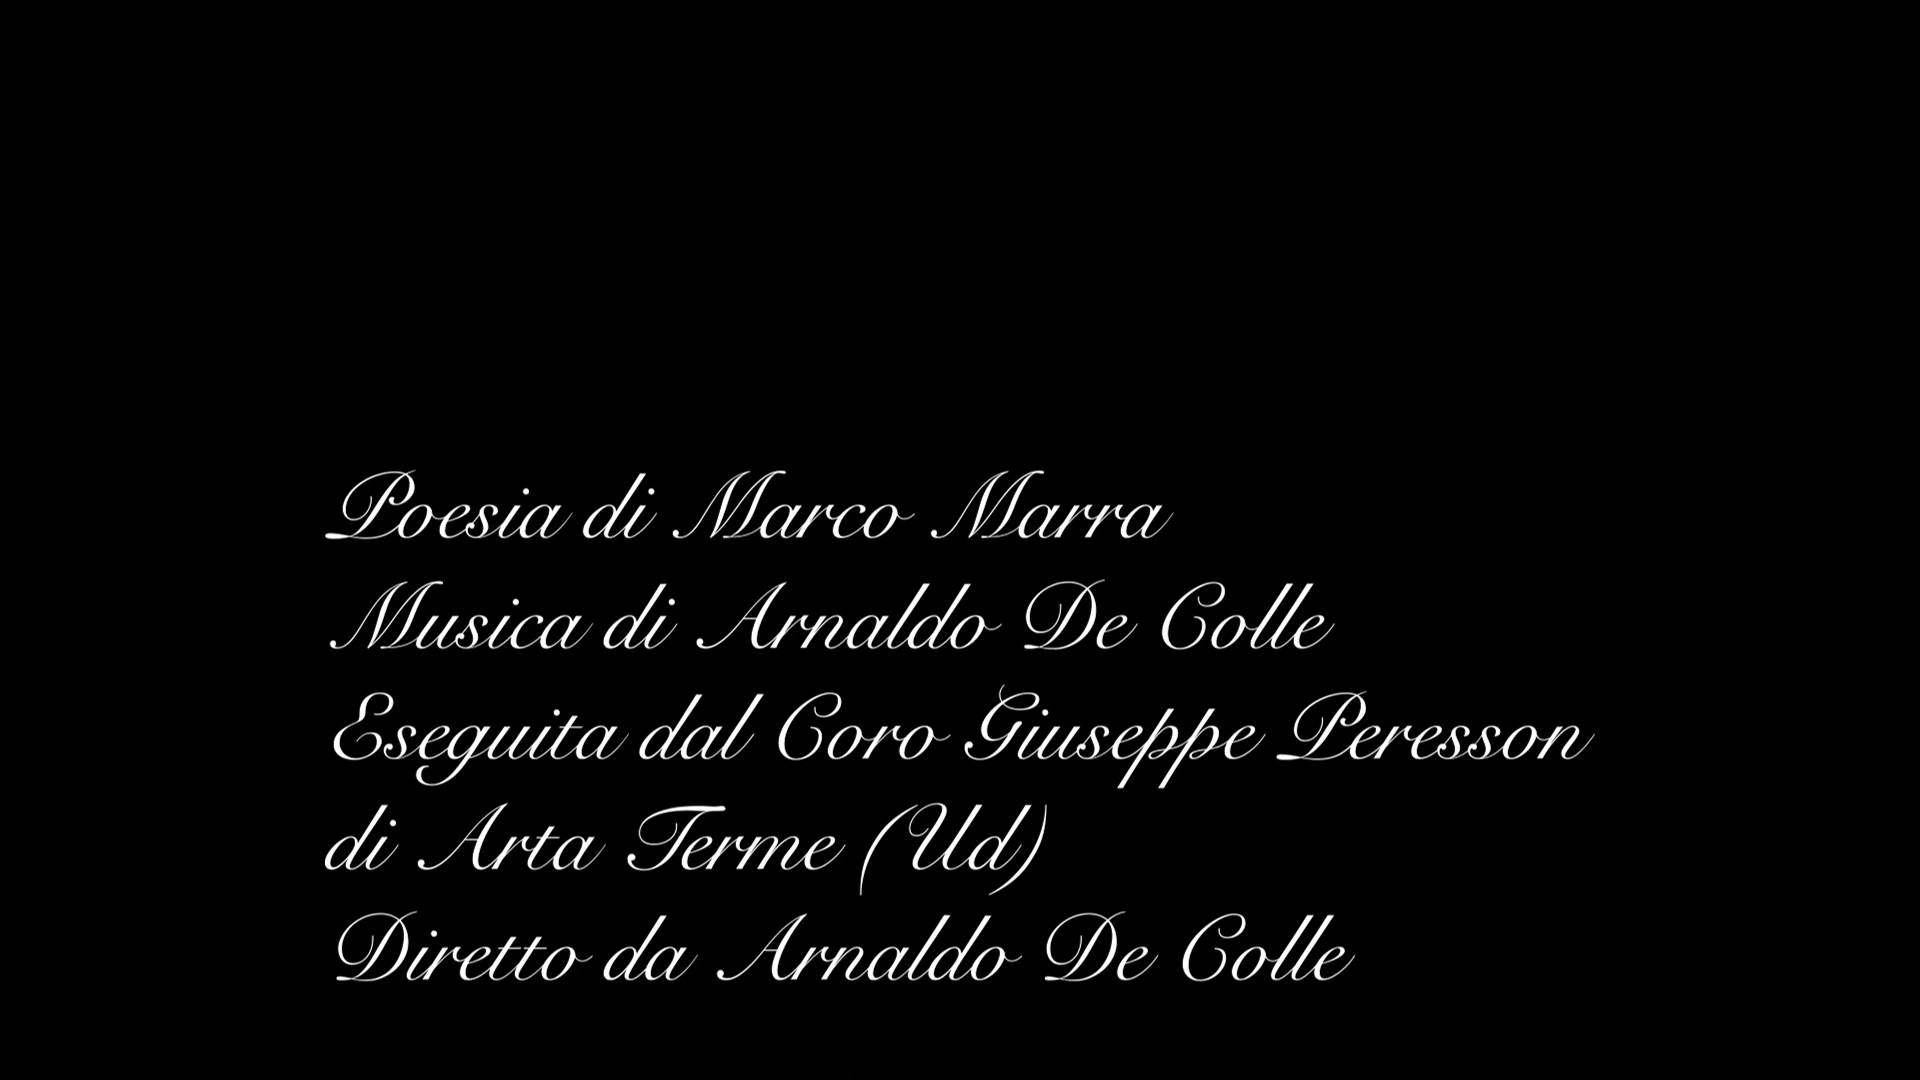 Poesia di Marco Marra
Musica di Arnaldo De Colle
Eseguita dal Coro Giuseppe Peresson
di Arta Terme (Ud)
Diretto da Arnaldo De Colle